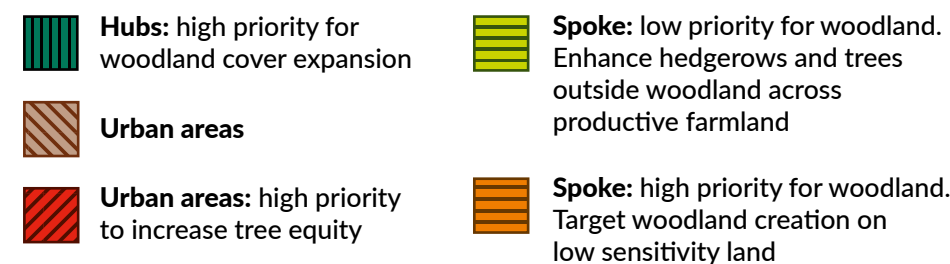 Hubs: high priority for
woodland cover expansion
Urban areas
Urban areas: high priority
to increase tree equity
Spoke: low priority for woodland.
Enhance hedgerows and trees
outside woodland across
productive farmland
Spoke: high priority for woodland.
Target woodland creation on
low sensitivity land